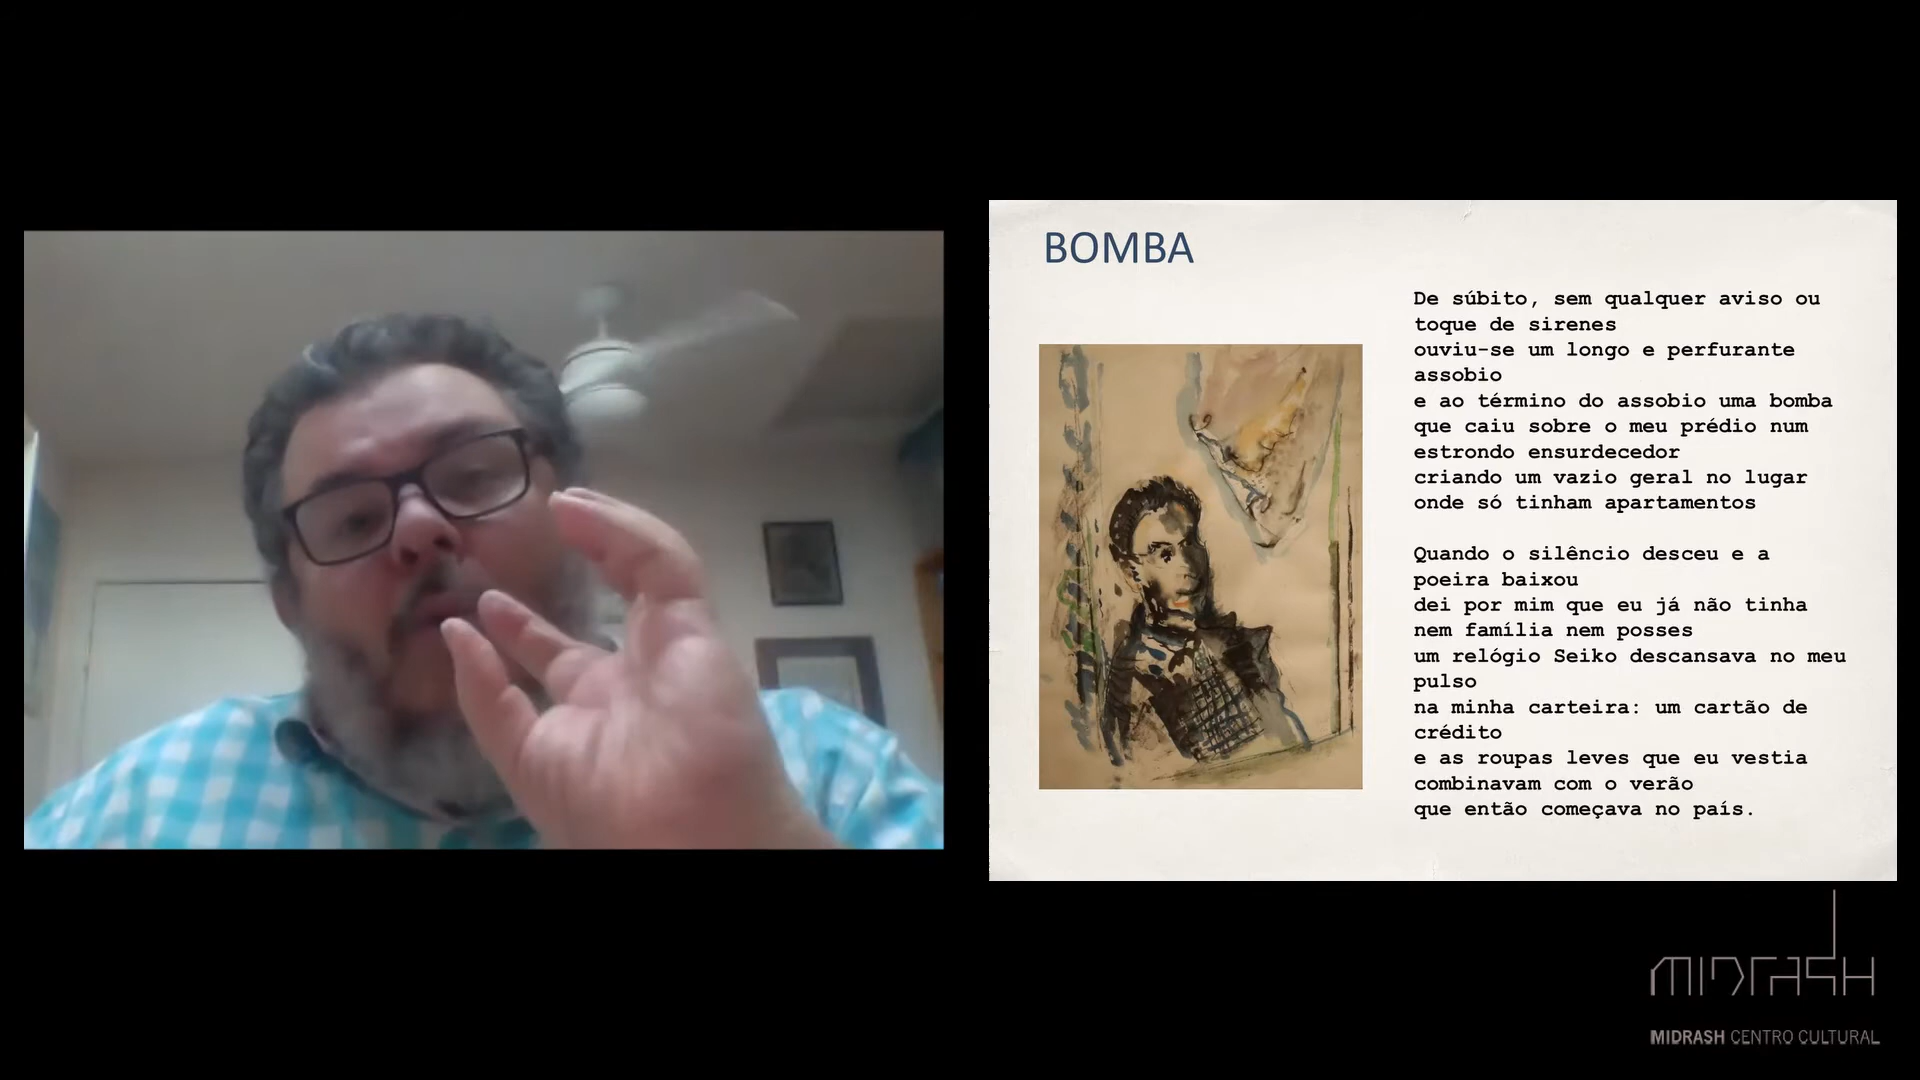 BOMBA
De súbito, sem qualquer aviso ou
toque de sirenes
ouviu-se um longo e perfurante
assobio
e ao término do assobio uma bomba
que caiu sobre o meu prédio num
estrondo ensurdecedor
criando um vazio geral no lugar
onde só tinham apartamentos
Quando o silêncio desceu e a
poeira baixou
dei por mim que eu já não tinha
nem família nem posses
um relógio Seiko descansava no meu
pulso
na minha carteira: um cartão de
crédito
e as roupas leves que eu vestia
combinavam com o verão
que então começava no país.
MIDRASH
MIDRASH CENTRO CULTURAL